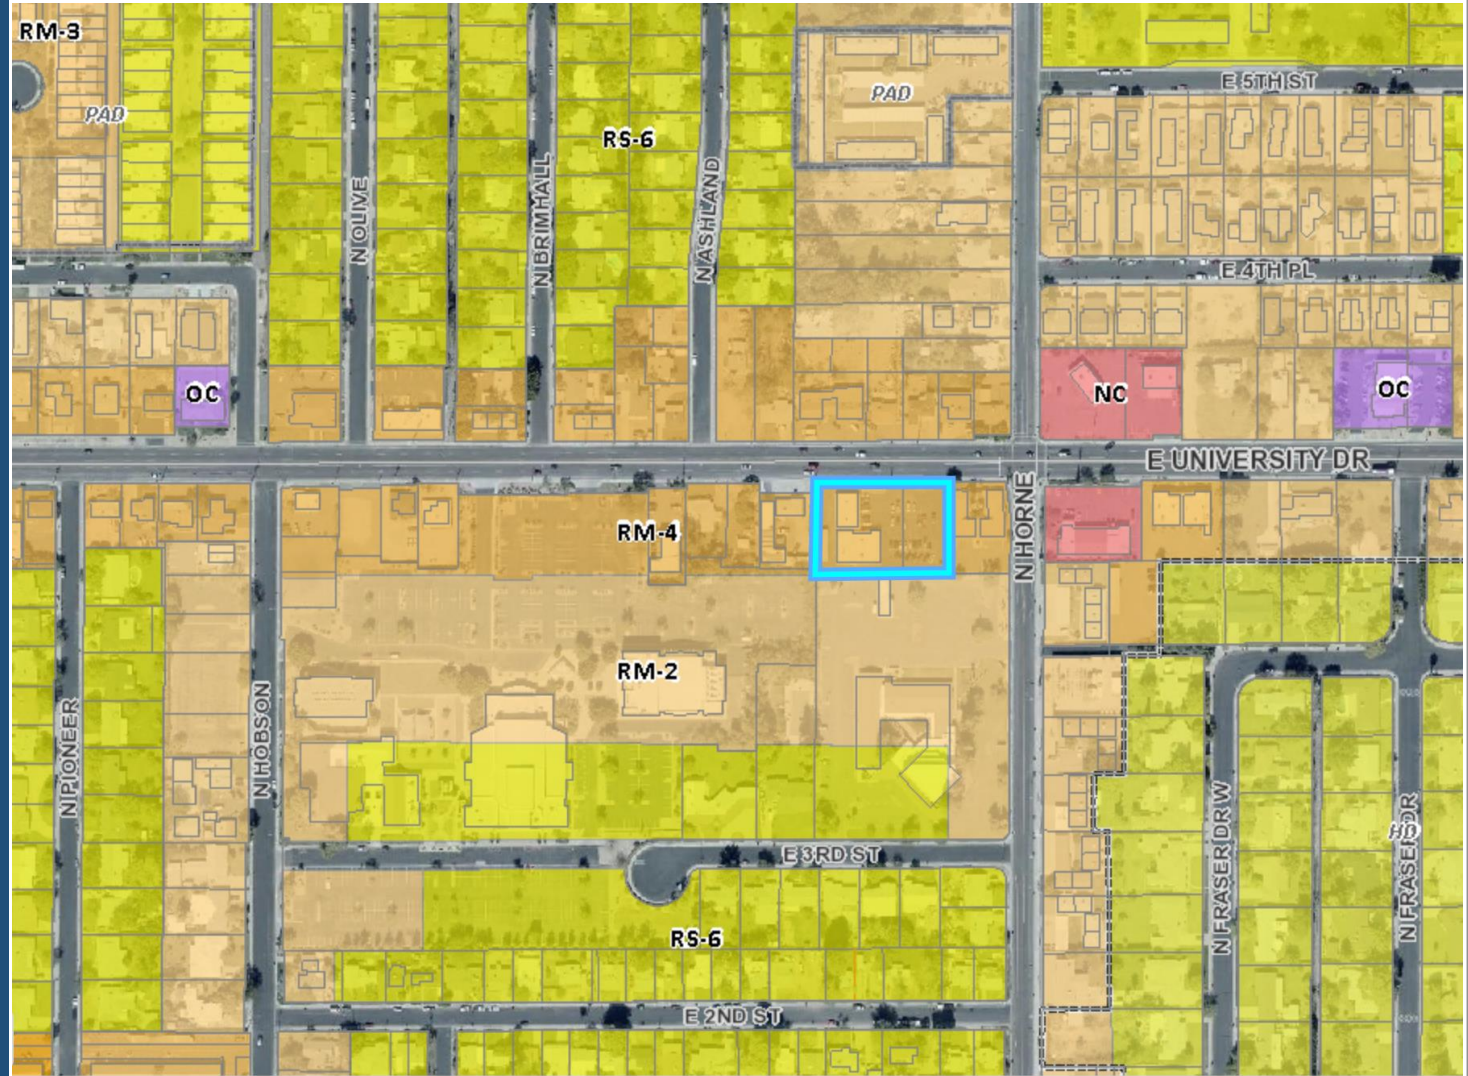 RM-3
E 5TH ST
PAD
PAD
RS-6
N OLIVE
N BRIMHALL
N ASHLAND
E 4TH PL
OC
NC
OC
E UNIVERSITY DR
N HORNE
RM-4
RM-2
N PIONEER
N HOBSON
N FRASER DR W
N FRASER DR
HD
E 3RD ST
RS-6
E 2ND ST